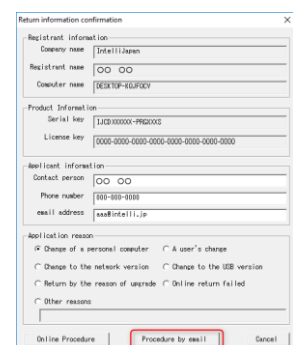 Return information confirmation
Registrant information
Company name IntelliJapan
Registrant name OO OO
Computer name DESKTOP-KOJFQCV
Product Information
Serial key IJCDXXXXXX-PRGXXXS
License key 0000-0000-0000-0000-0000-0000-0000-0000
Applicant information
Contact person OO OO
Phone number 000-000-0000
email address aaa@intelli.jp
Application reason
Change of a personal computer A user's change
Change to the network version Change to the USB version
Return by the reason of upgrade Online return failed
Other reasons
Online Procedure Procedure by email Cancel